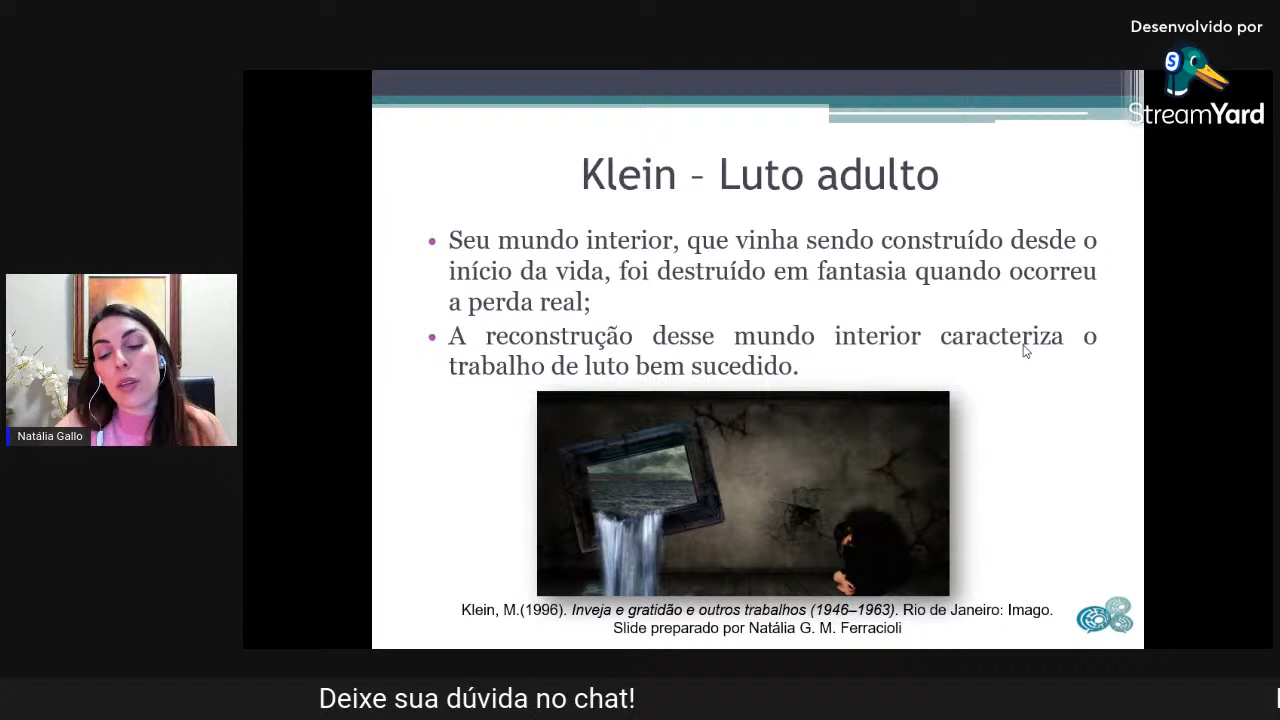 Desenvolvido por
StreamYard
Klein – Luto adulto
• Seu mundo interior, que vinha sendo construído desde o
início da vida, foi destruído em fantasia quando ocorreu
a perda real;
• A reconstrução desse mundo interior caracteriza o
trabalho de luto bem sucedido.
Natália Gallo
Klein, M.(1996). Inveja e gratidão e outros trabalhos (1946–1963). Rio de Janeiro: Imago.
Slide preparado por Natália G. M. Ferracioli
Deixe sua dúvida no chat!